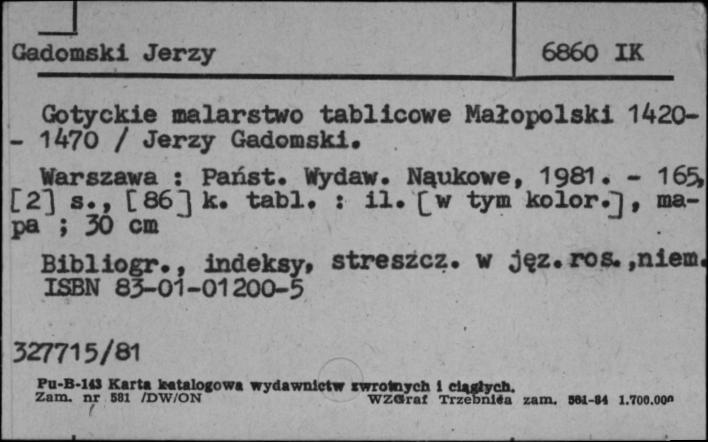 Gadomski Jerzy 6860 IK
Gotyckie malarstwo tablicowe Małopolski 1420-
- 1470 / Jerzy Gadomski.
Warszawa : Państ. Wydaw. Nąukowe, 1981. - 165,
[2] s., [86] k. tabl. : il. [w tym kolor.], ma-
pa ; 30 cm
Bibliogr., indeksy, streszcz. w jęz.ros.,niem.
ISBN 83-01-01200-5
327715/81
Pu-B-143 Karta katalogowa wydawnictw zwrotnych i ciągłych.
Zam. nr 581 /DW/ON WZGraf Trzebnica zam. 561-84 1.700.000